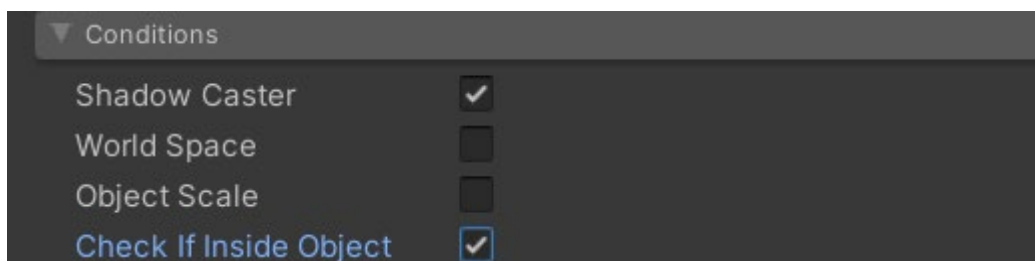 Conditions
Shadow Caster
World Space
Object Scale
Check If Inside Object